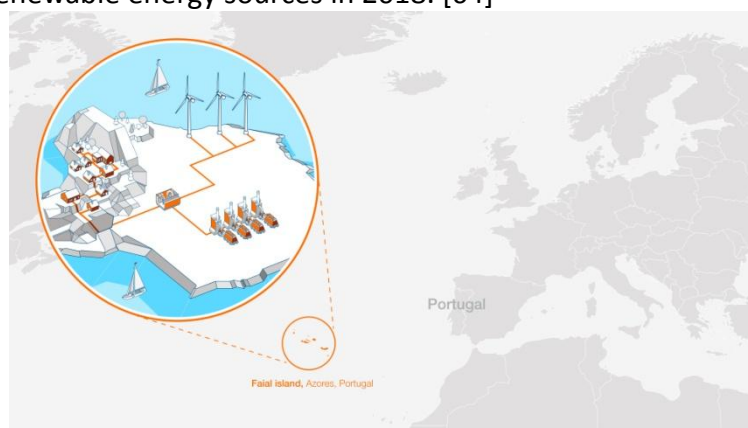 enewable energy sources in 2018. [64]
Portugal
Faial island, Azores, Portugal